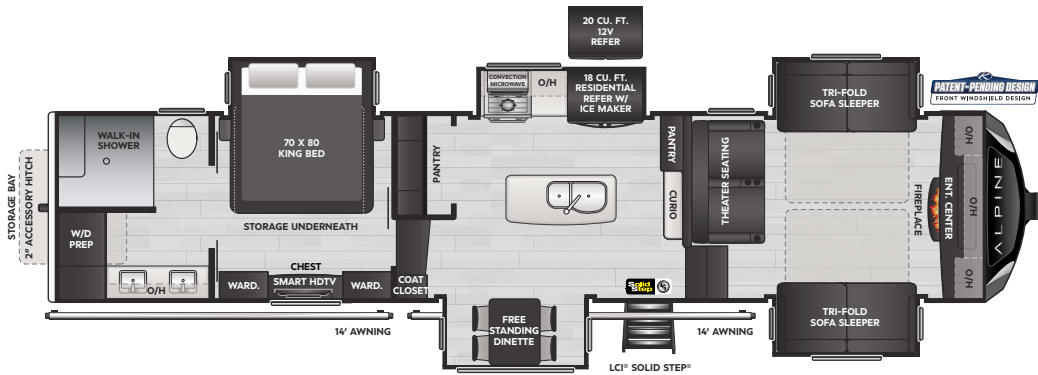 20 CU. FT.
12V
REFER
CONVECTION
MICROWAVE
O/H
18 CU. FT.
RESIDENTIAL
REFER W/
ICE MAKER
TRI-FOLD
SOFA SLEEPER
PATENT-PENDING DESIGN
FRONT WINDSHIELD DESIGN
WALK-IN
SHOWER
70 X 80
KING BED
PANTRY
PANTRY
CURIO
THEATER SEATING
O/H
O/H
O/H
ENT. CENTER
FIREPLACE
ALPINE
STORAGE BAY
2" ACCESSORY HITCH
W/D
PREP
O/H
STORAGE UNDERNEATH
CHEST
WARD.
SMART HDTV
WARD.
COAT
CLOSET
Solid
Step
FREE
STANDING
DINETTE
TRI-FOLD
SOFA SLEEPER
14' AWNING
14' AWNING
LCI® SOLID STEP®